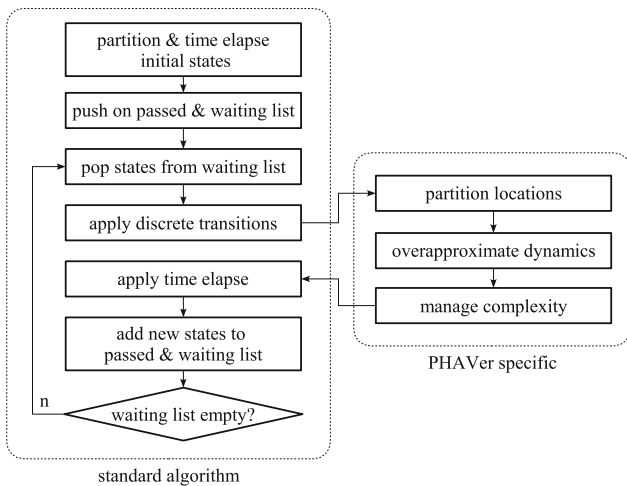 partition & time elapse
initial states
push on passed & waiting list
pop states from waiting list
apply discrete transitions
apply time elapse
add new states to
passed & waiting list
n
waiting list empty?
standard algorithm
partition locations
overapproximate dynamics
manage complexity
PHAVer specific